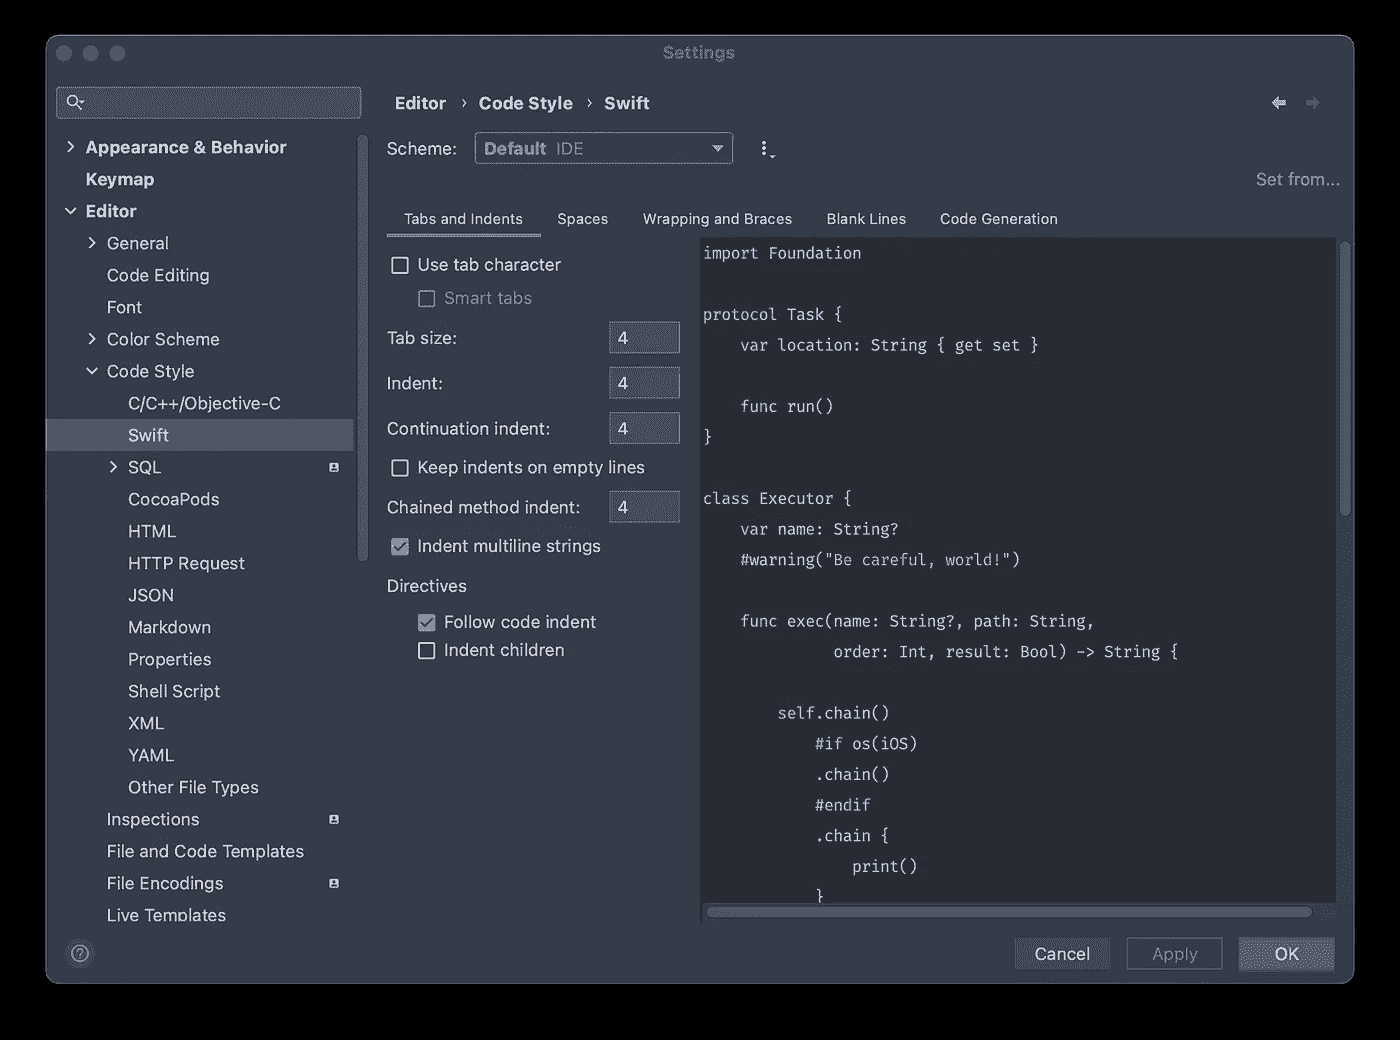 Settings
Editor › Code Style › Swift
Scheme: Default IDE
Set from...
Appearance & Behavior
Keymap
Editor
General
Code Editing
Font
Color Scheme
Code Style
C/C++/Objective-C
Swift
SQL
CocoaPods
HTML
HTTP Request
JSON
Markdown
Properties
Shell Script
XML
YAML
Other File Types
Inspections
File and Code Templates
File Encodings
Live Templates
Tabs and Indents Spaces Wrapping and Braces Blank Lines Code Generation
Use tab character
Smart tabs
Tab size: 4
Indent: 4
Continuation indent: 4
Keep indents on empty lines
Chained method indent: 4
Indent multiline strings
Directives
Follow code indent
Indent children
import Foundation
protocol Task {
    var location: String { get set }
    func run()
}
class Executor {
    var name: String?
    #warning("Be careful, world!")
    func exec(name: String?, path: String,
              order: Int, result: Bool) -> String {
        self.chain()
            #if os(iOS)
            .chain()
            #endif
            .chain {
                print()
            }
?
Cancel Apply OK